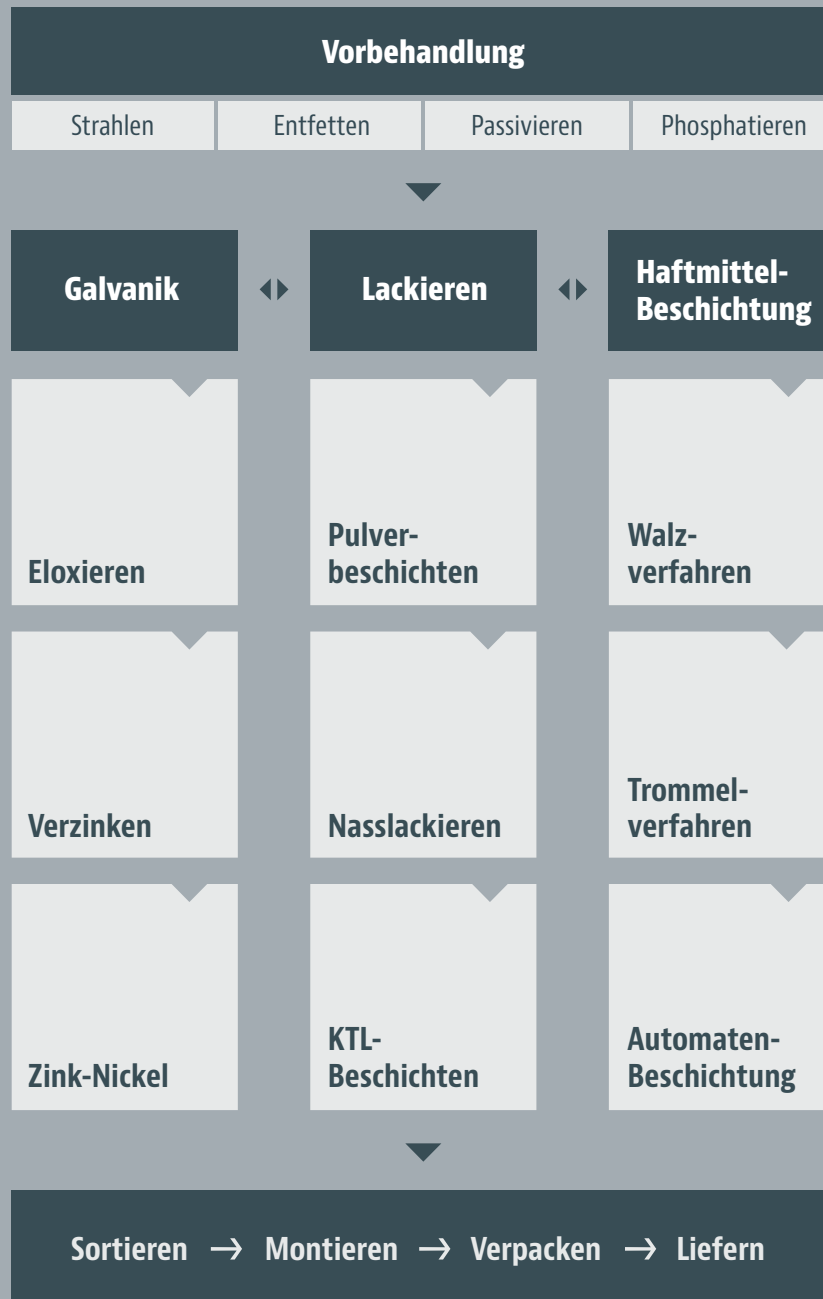 Vorbehandlung
Strahlen
Entfetten
Passivieren
Phosphatieren
Galvanik
Lackieren
Haftmittel-
Beschichtung
Eloxieren
Pulver-
beschichten
Walz-
verfahren
Verzinken
Nasslackieren
Trommel-
verfahren
Zink-Nickel
KTL-
Beschichten
Automaten-
Beschichtung
Sortieren → Montieren → Verpacken → Liefern